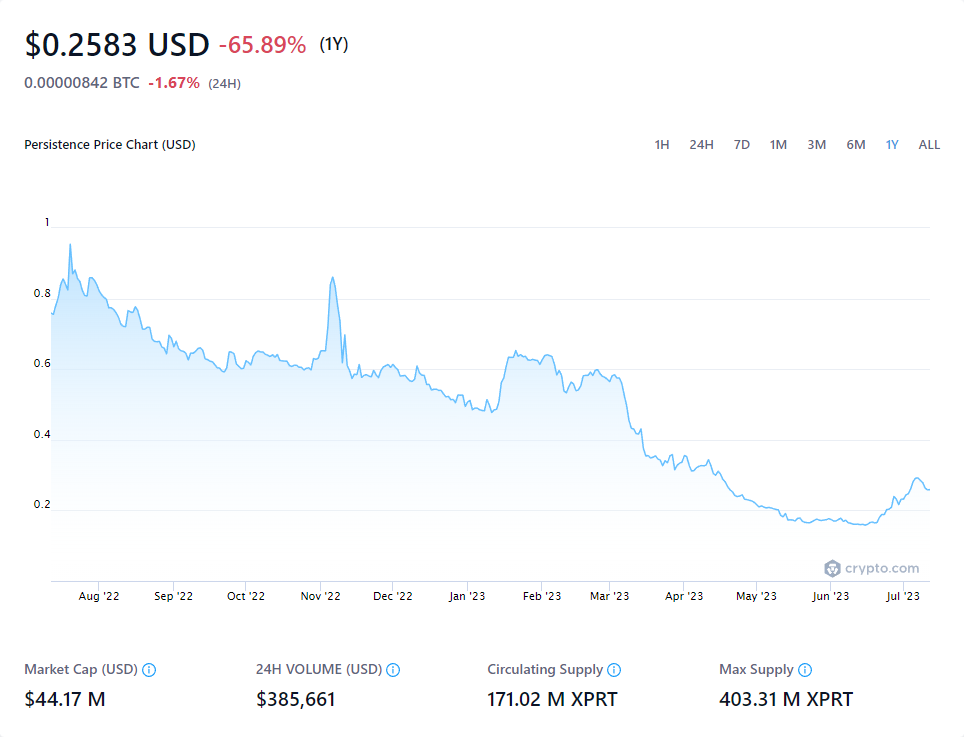 $0.2583 USD -65.89% (1Y)
0.00000842 BTC -1.67% (24H)
Persistence Price Chart (USD) 1H 24H 7D 1M 3M 6M 1Y ALL
1
0.8
0.6
0.4
0.2
crypto.com
Aug '22 Sep '22 Oct '22 Nov '22 Dec '22 Jan '23 Feb '23 Mar '23 Apr '23 May '23 Jun '23 Jul '23
Market Cap (USD) 24H VOLUME (USD) Circulating Supply Max Supply
$44.17 M $385,661 171.02 M XPRT 403.31 M XPRT